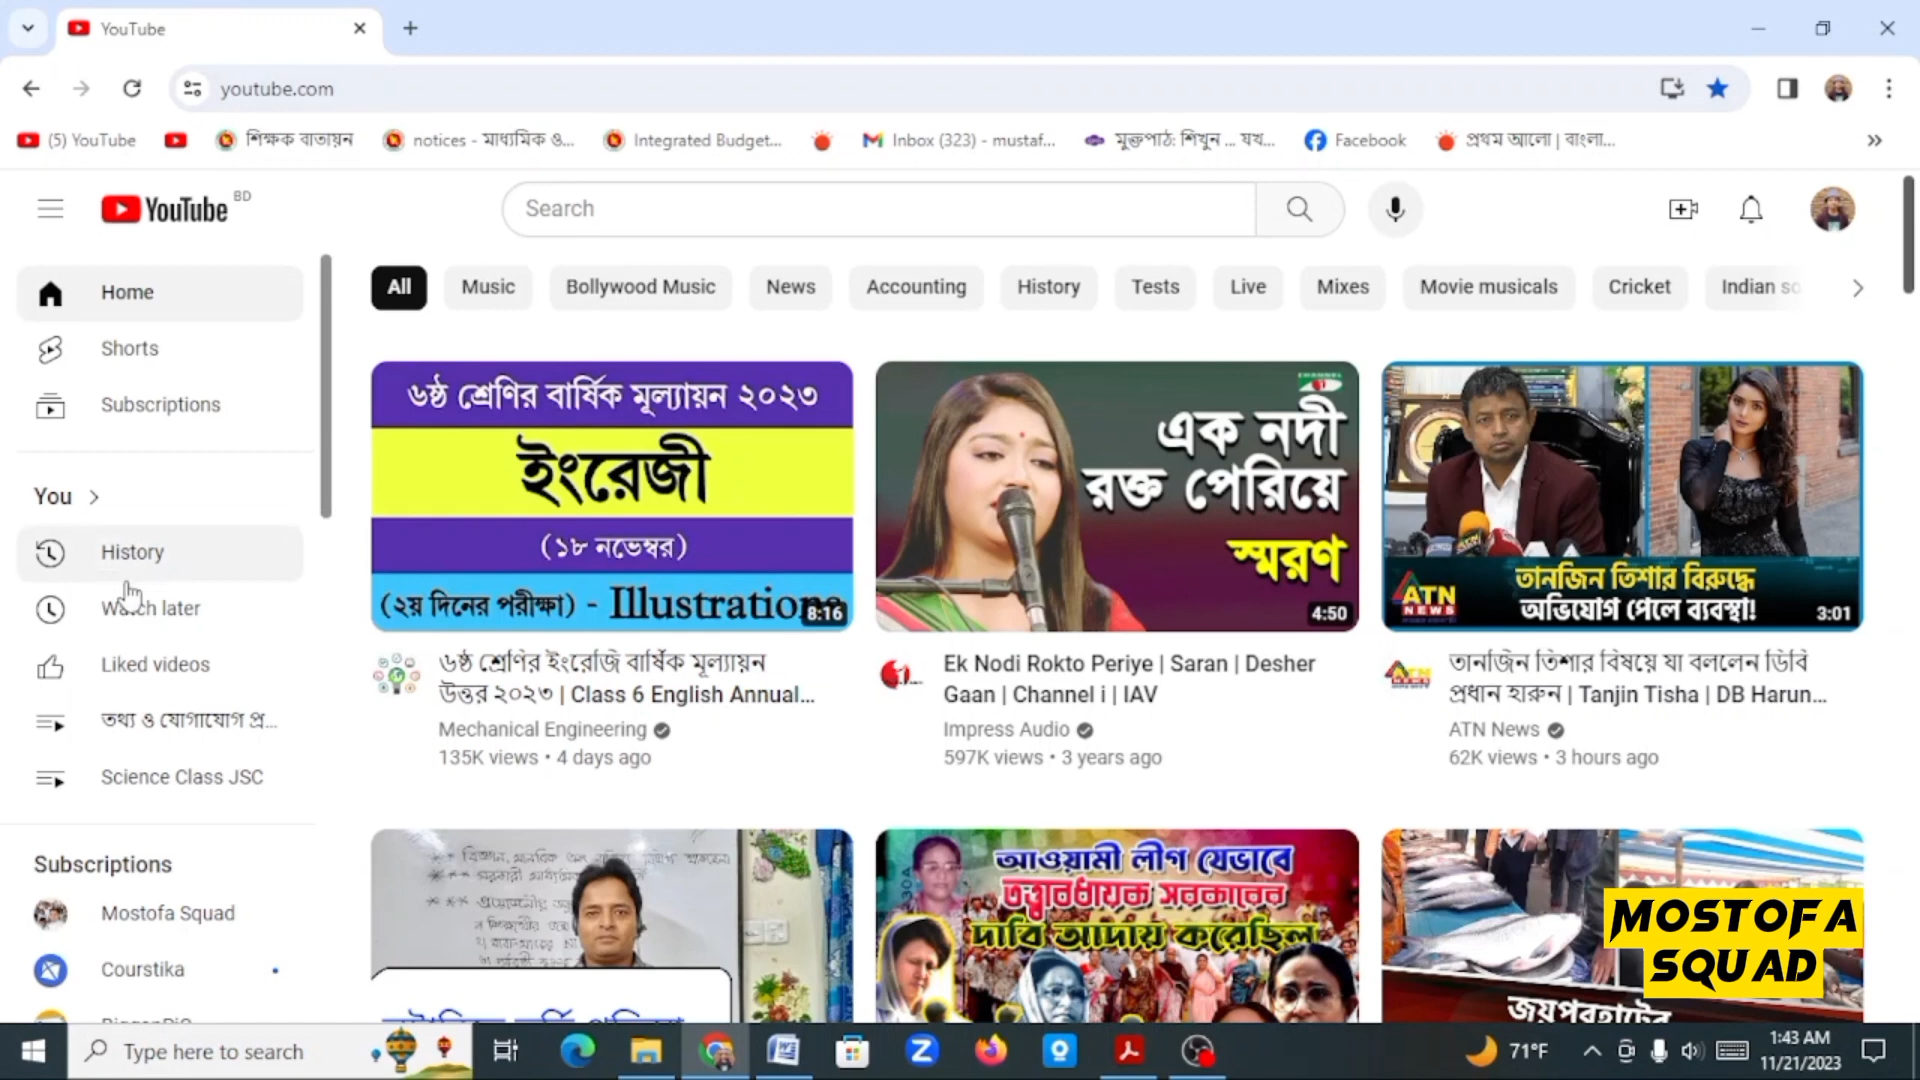 YouTube
youtube.com
(5) YouTube
শিক্ষক বাতায়ন
notices - মাধ্যমিক ও...
Integrated Budget...
Inbox (323) - mustaf...
মুক্তপাঠ: শিখুন ... যখ...
Facebook
প্রথম আলো | বাংলা...
YouTube BD
Search
Home
Shorts
Subscriptions
You
History
Watch later
Liked videos
তথ্য ও যোগাযোগ প্র...
Science Class JSC
Subscriptions
Mostofa Squad
Courstika
All
Music
Bollywood Music
News
Accounting
History
Tests
Live
Mixes
Movie musicals
Cricket
Indian so
৬ষ্ঠ শ্রেণির বার্ষিক মূল্যায়ন ২০২৩
ইংরেজী
(১৮ নভেম্বর)
(২য় দিনের পরীক্ষা) - Illustrations
8:16
৬ষ্ঠ শ্রেণির ইংরেজি বার্ষিক মূল্যায়ন
উত্তর ২০২৩ | Class 6 English Annual...
Mechanical Engineering
135K views • 4 days ago
CHANNEL
এক নদী
রক্ত পেরিয়ে
স্মরণ
4:50
Ek Nodi Rokto Periye | Saran | Desher
Gaan | Channel i | IAV
Impress Audio
597K views • 3 years ago
ATN
NEWS
তানজিন তিশার বিরুদ্ধে
অভিযোগ পেলে ব্যবস্থা!
3:01
তানজিন তিশার বিষয়ে যা বললেন ডিবি
প্রধান হারুন | Tanjin Tisha | DB Harun...
ATN News
62K views • 3 hours ago
আওয়ামী লীগ যেভাবে
তত্ত্বাবধায়ক সরকারের
দাবি আদায় করেছিল
জয়পুরহাটের
MOSTOFA
SQUAD
Type here to search
71°F
1:43 AM
11/21/2023